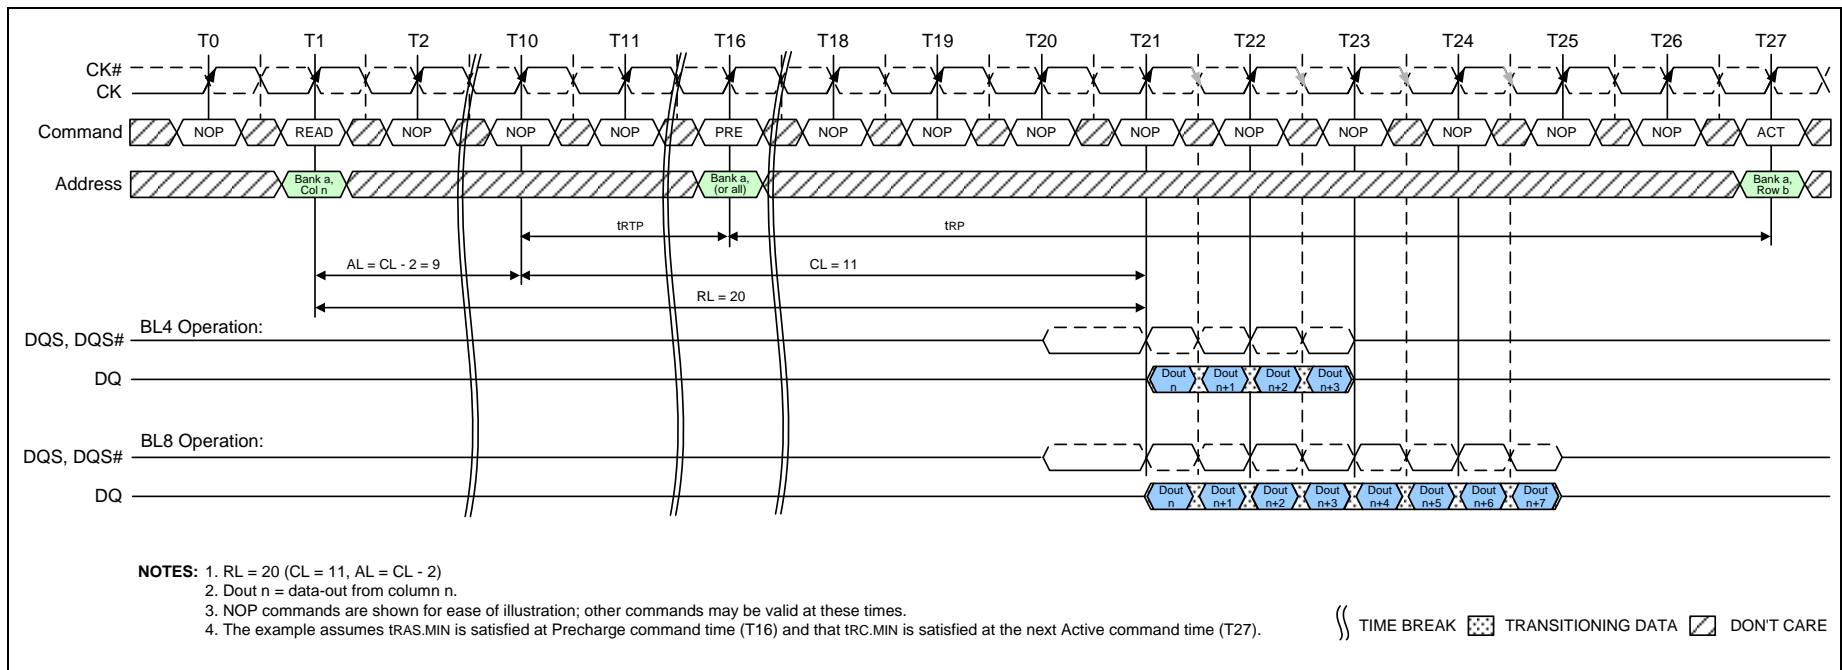 T0 T1 T2 T10 T11 T16 T18 T19 T20 T21 T22 T23 T24 T25 T26 T27
CK#
CK
Command NOP READ NOP NOP NOP PRE NOP NOP NOP NOP NOP NOP NOP NOP NOP ACT
Address Bank a, Col n Bank a, (or all) Bank a, Row b
tRTP tRP
AL = CL - 2 = 9 CL = 11
RL = 20
BL4 Operation:
DQS, DQS#
DQ Dout n Dout n+1 Dout n+2 Dout n+3
BL8 Operation:
DQS, DQS#
DQ Dout n Dout n+1 Dout n+2 Dout n+3 Dout n+4 Dout n+5 Dout n+6 Dout n+7
NOTES: 1. RL = 20 (CL = 11, AL = CL - 2)
2. Dout n = data-out from column n.
3. NOP commands are shown for ease of illustration; other commands may be valid at these times.
4. The example assumes tRAS.MIN is satisfied at Precharge command time (T16) and that tRC.MIN is satisfied at the next Active command time (T27).
TIME BREAK TRANSITIONING DATA DON'T CARE